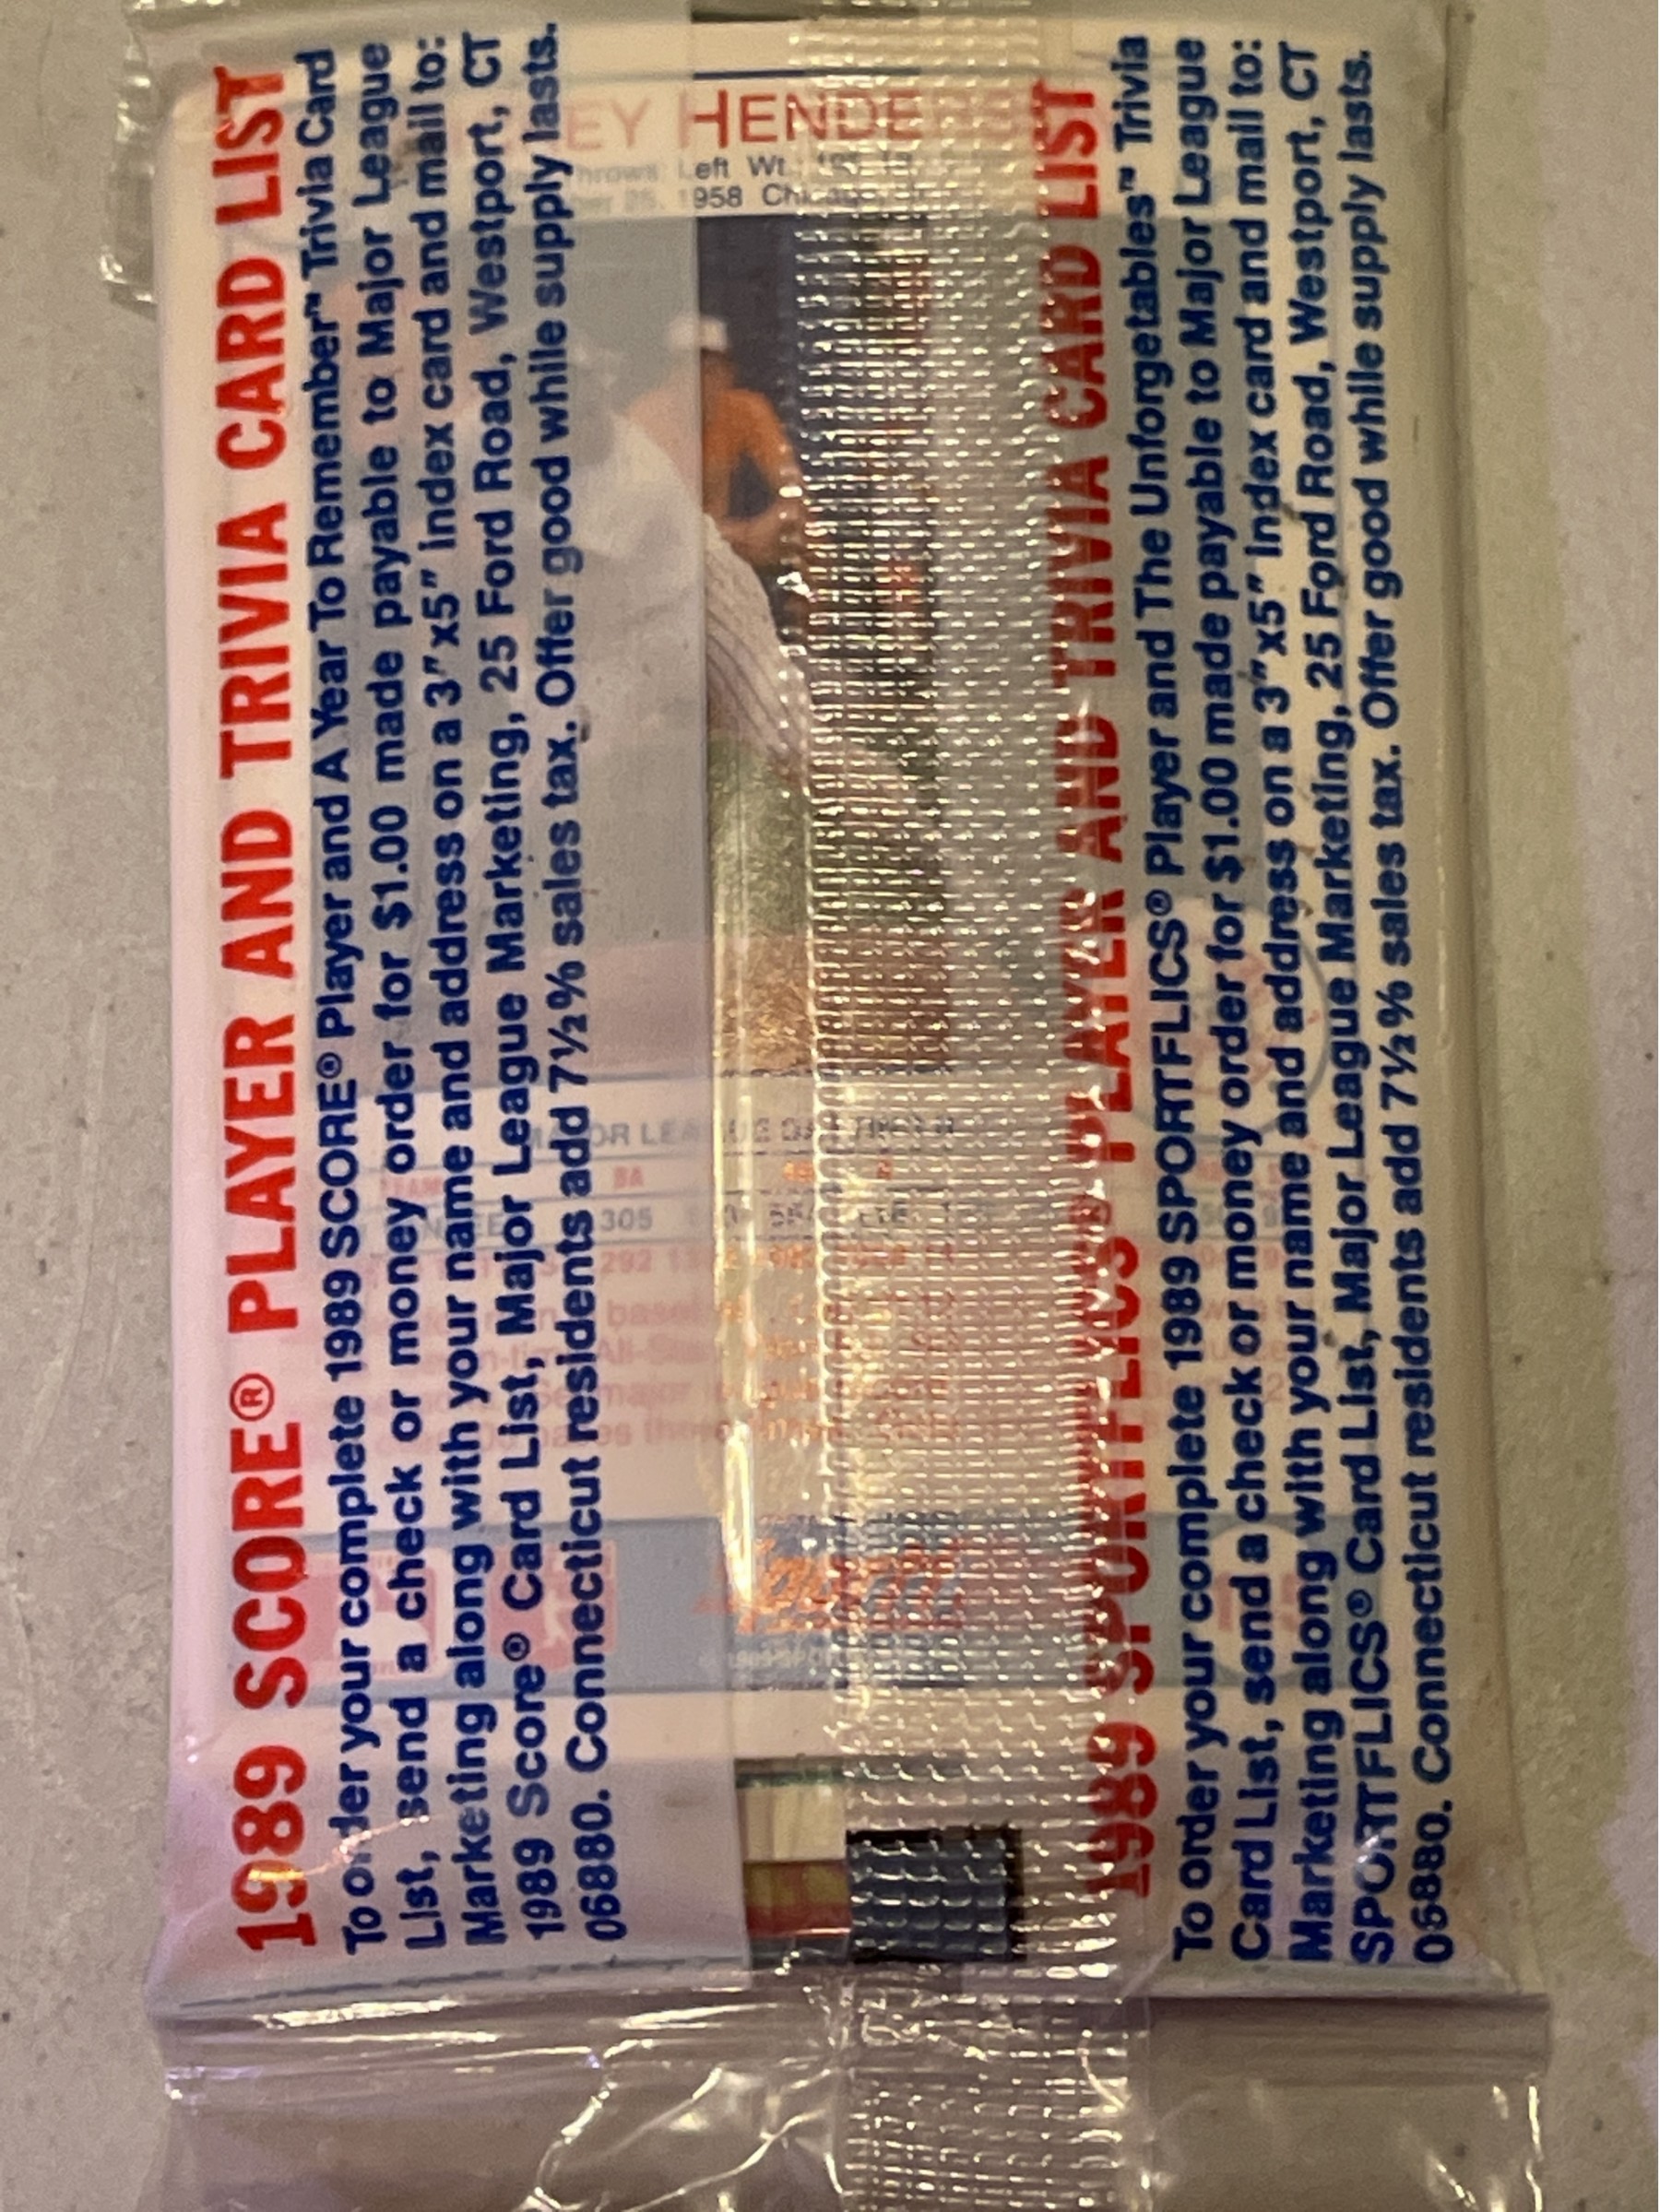 1989 SCORE® PLAYER AND TRIVIA CARD LIST
To order your complete 1989 SCORE® Player and A Year To Remember™ Trivia Card
List, send a check or money order for $1.00 made payable to Major League
Marketing along with your name and address on a 3"x5" index card and mail to:
1989 Score® Card List, Major League Marketing, 25 Ford Road, Westport, CT
06880. Connecticut residents add 7½% sales tax. Offer good while supply lasts.
EY HENDE
Throws: Left Wt.:
25, 1958
MAJOR LEAGUE
BA
305
292
1989 SPORTFLICS® PLAYER AND TRIVIA CARD LIST
To order your complete 1989 SPORTFLICS® Player and The Unforgetables™ Trivia
Card List, send a check or money order for $1.00 made payable to Major League
Marketing along with your name and address on a 3"x5" index card and mail to:
SPORTFLICS® Card List, Major League Marketing, 25 Ford Road, Westport, CT
06880. Connecticut residents add 7½% sales tax. Offer good while supply lasts.